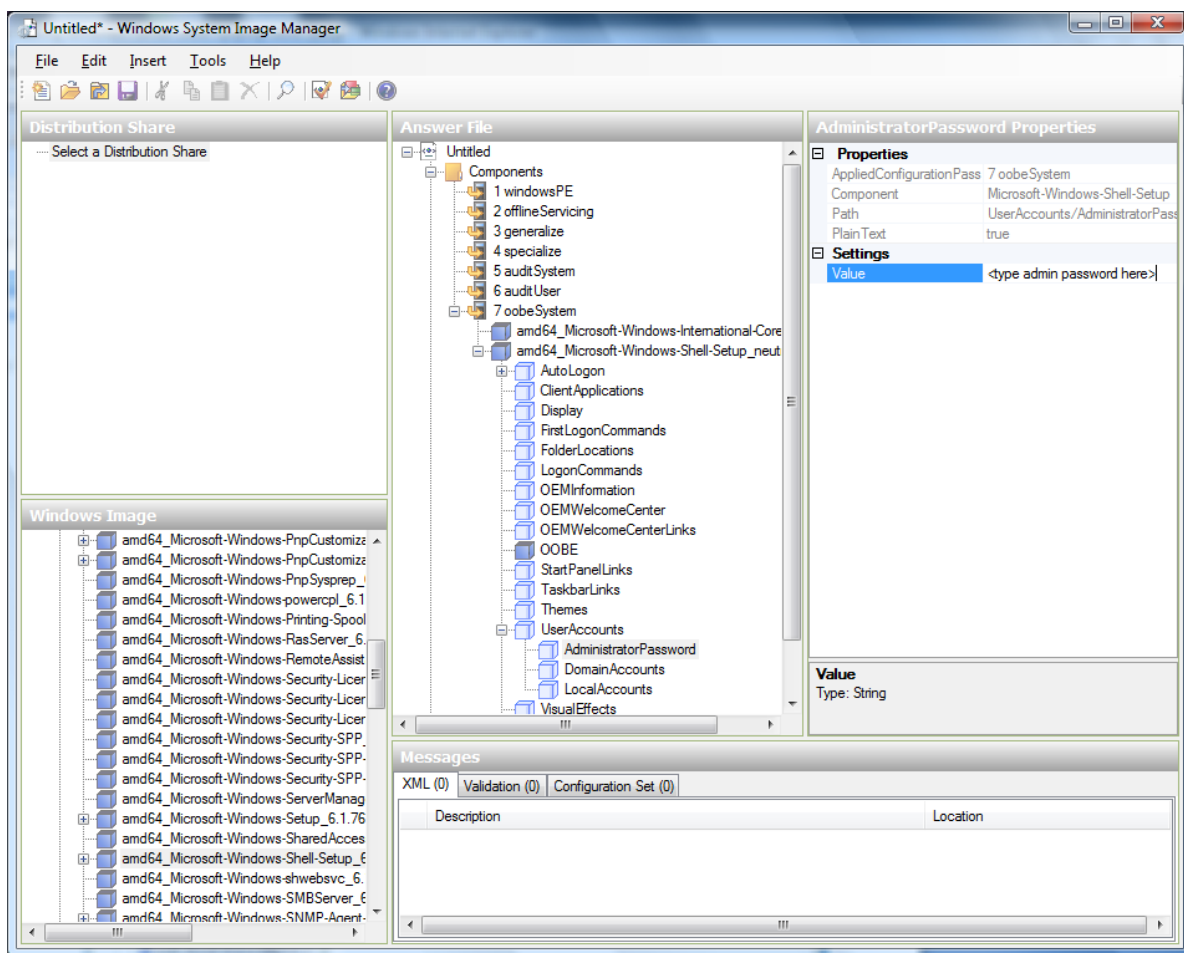 Untitled* - Windows System Image Manager
File Edit Insert Tools Help
Distribution Share
Select a Distribution Share
Windows Image
amd64_Microsoft-Windows-PnpCustomiza
amd64_Microsoft-Windows-PnpCustomiza
amd64_Microsoft-Windows-PnpSysprep_
amd64_Microsoft-Windows-powercpl_6.1
amd64_Microsoft-Windows-Printing-Spool
amd64_Microsoft-Windows-RasServer_6.
amd64_Microsoft-Windows-RemoteAssist
amd64_Microsoft-Windows-Security-Licer
amd64_Microsoft-Windows-Security-Licer
amd64_Microsoft-Windows-Security-Licer
amd64_Microsoft-Windows-Security-SPP_
amd64_Microsoft-Windows-Security-SPP-
amd64_Microsoft-Windows-Security-SPP-
amd64_Microsoft-Windows-ServerManag
amd64_Microsoft-Windows-Setup_6.1.76
amd64_Microsoft-Windows-SharedAcces
amd64_Microsoft-Windows-Shell-Setup_6
amd64_Microsoft-Windows-shwebsvc_6.
amd64_Microsoft-Windows-SMBServer_6
amd64_Microsoft-Windows-SNMP-Agent-
Answer File
Untitled
Components
1 windowsPE
2 offlineServicing
3 generalize
4 specialize
5 auditSystem
6 auditUser
7 oobeSystem
amd64_Microsoft-Windows-International-Core
amd64_Microsoft-Windows-Shell-Setup_neut
AutoLogon
ClientApplications
Display
FirstLogonCommands
FolderLocations
LogonCommands
OEMInformation
OEMWelcomeCenter
OEMWelcomeCenterLinks
OOBE
StartPanelLinks
TaskbarLinks
Themes
UserAccounts
AdministratorPassword
DomainAccounts
LocalAccounts
VisualEffects
AdministratorPassword Properties
Properties
AppliedConfigurationPass 7 oobeSystem
Component Microsoft-Windows-Shell-Setup
Path UserAccounts/AdministratorPass
PlainText true
Settings
Value <type admin password here>
Value
Type: String
Messages
XML (0) Validation (0) Configuration Set (0)
Description Location